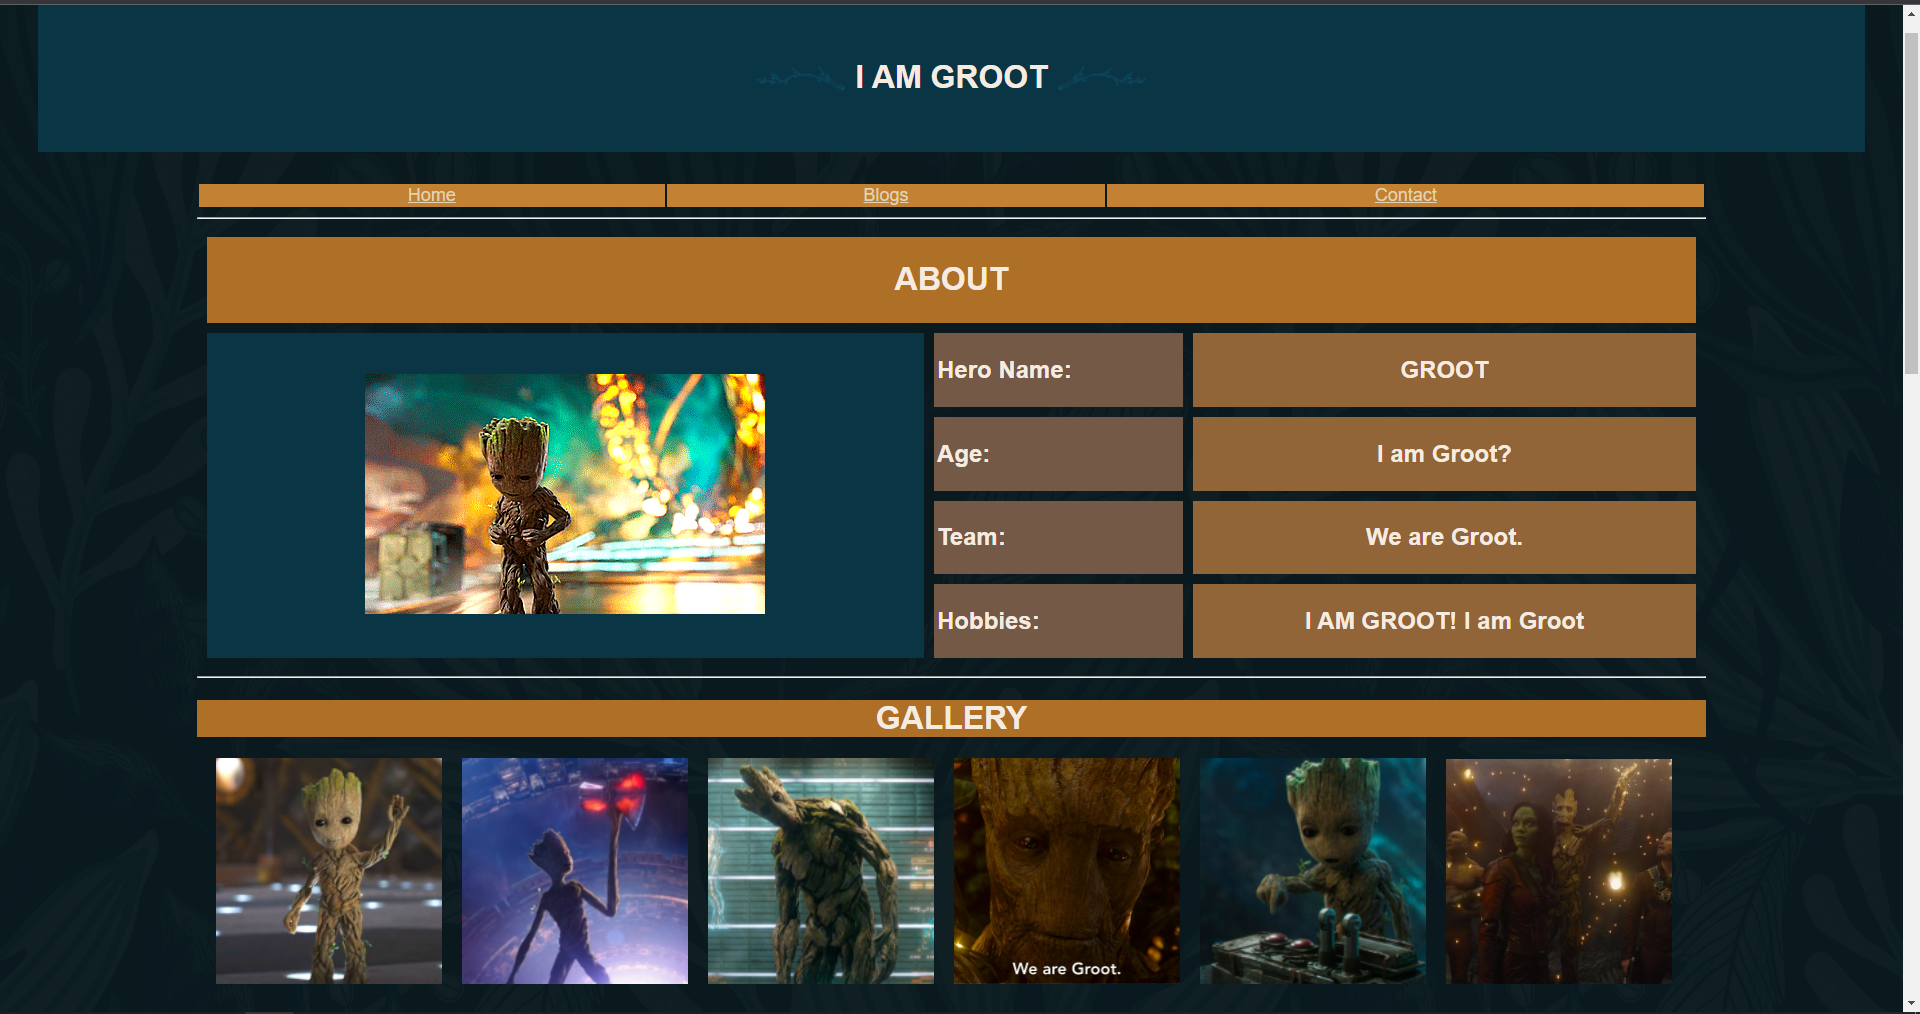 I AM GROOT
Home Blogs Contact
ABOUT
Hero Name: GROOT
Age: I am Groot?
Team: We are Groot.
Hobbies: I AM GROOT! I am Groot
GALLERY
We are Groot.